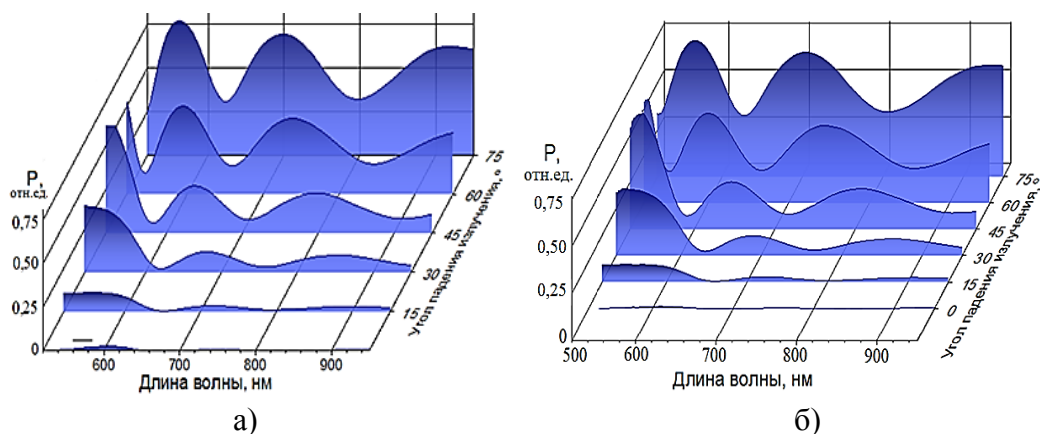 P,
отн.ед.
0,75
0,50
0,25
0
600 700 800 900
Длина волны, нм
15 30 45 60 75
Угол падения излучения,°
а)
P,
отн.ед.
0,75
0,50
0,25
0
500 600 700 800 900
Длина волны, нм
0 15 30 45 60 75°
Угол падения излучения,
б)